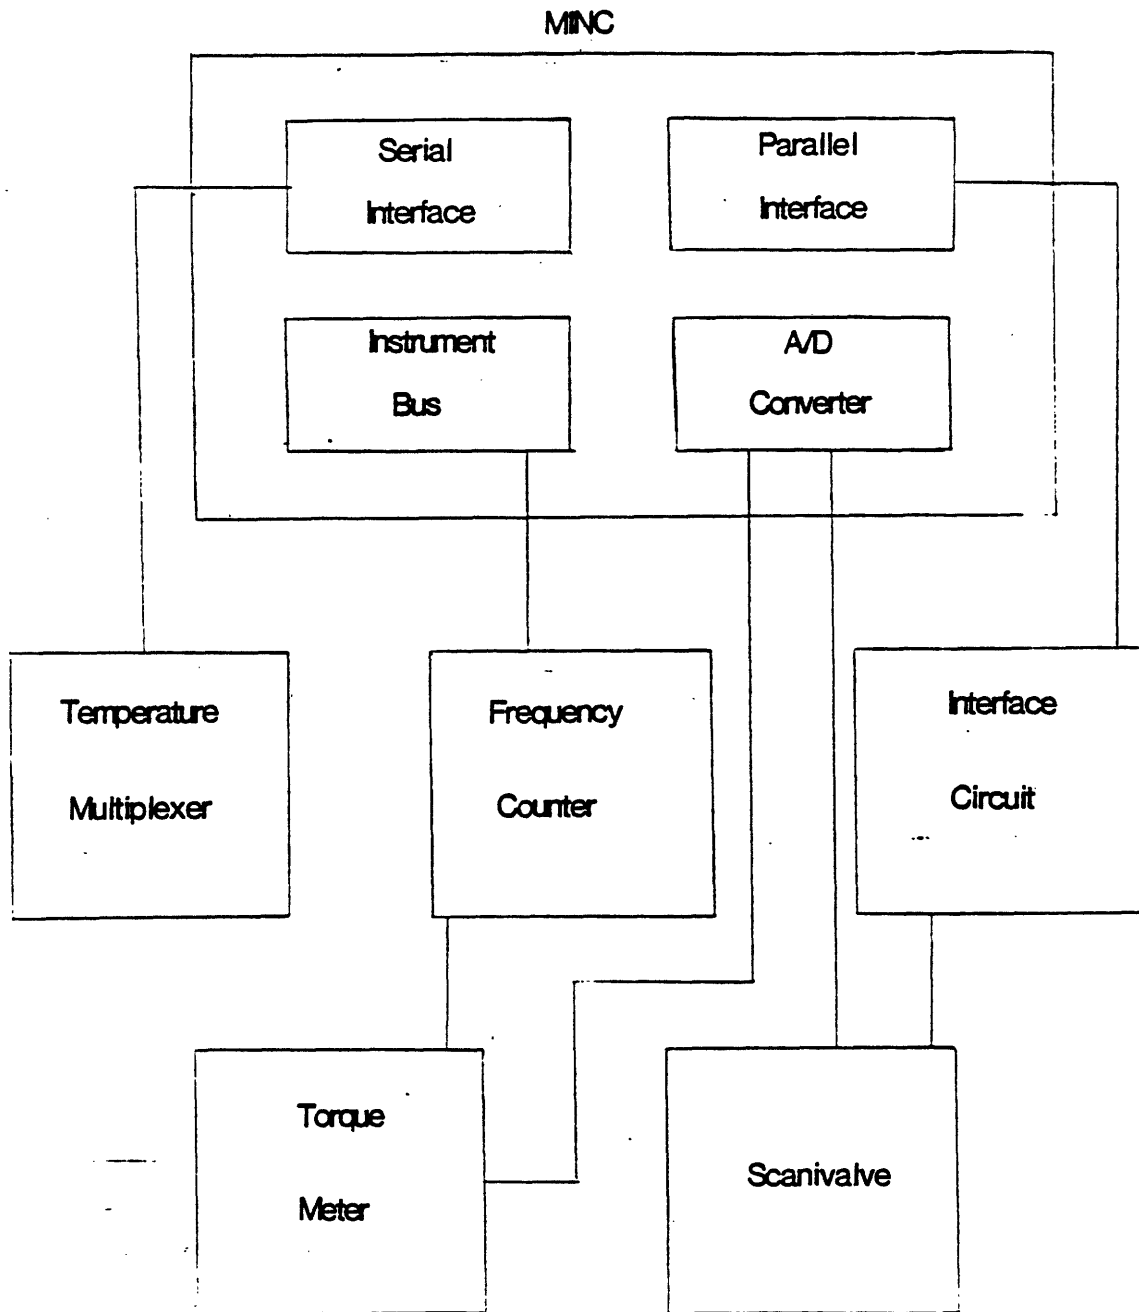 MINC
Serial
Interface
Parallel
Interface
Instrument
Bus
A/D
Converter
Temperature
Multiplexer
Frequency
Counter
Interface
Circuit
Torque
Meter
Scanivalve